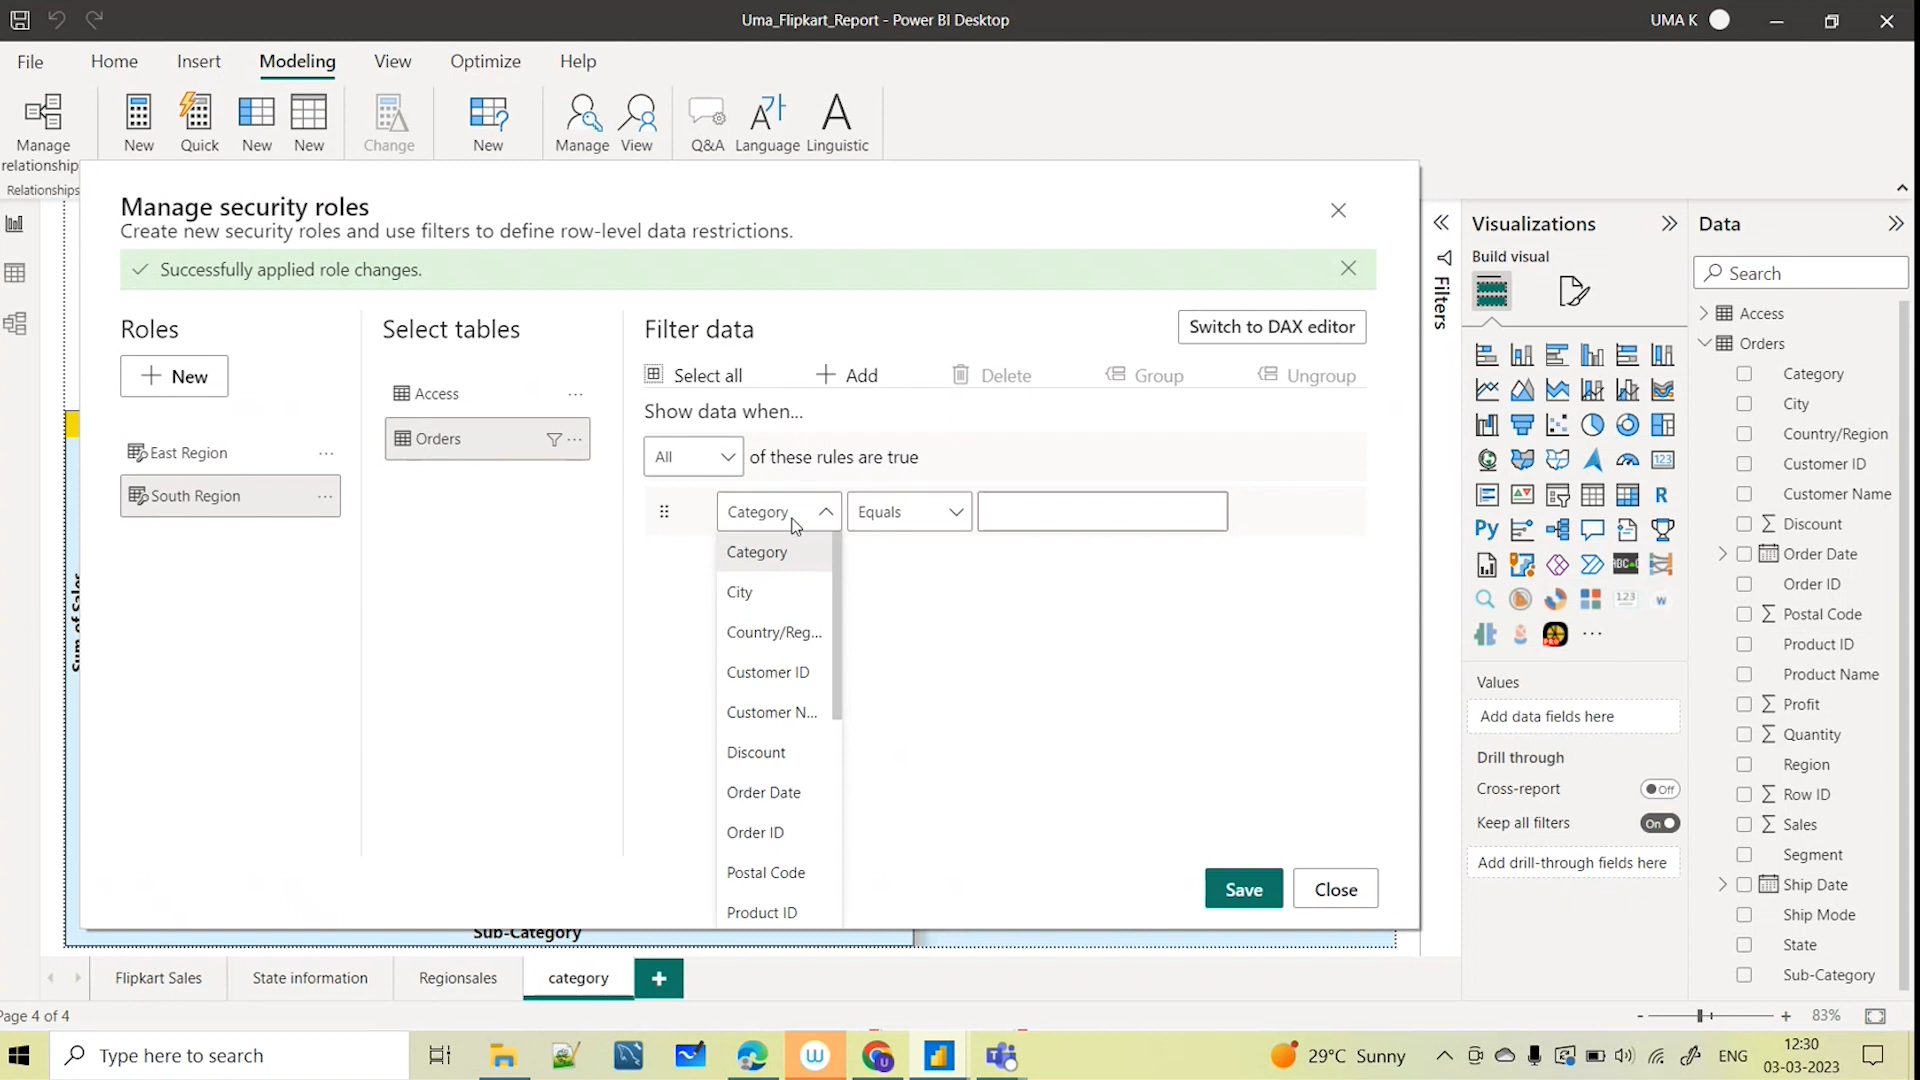 Uma_Flipkart_Report - Power BI Desktop
UMA K
File Home Insert Modeling View Optimize Help
Manage relationship
New
Quick
New
New
Change
New
Manage
View
Q&A
Language
Linguistic
Relationships
Manage security roles
Create new security roles and use filters to define row-level data restrictions.
Successfully applied role changes.
Roles
New
East Region
South Region
Select tables
Access
Orders
Filter data
Switch to DAX editor
Select all
Add
Delete
Group
Ungroup
Show data when...
All of these rules are true
Category Equals
Category
City
Country/Reg...
Customer ID
Customer N...
Discount
Order Date
Order ID
Postal Code
Product ID
Save
Close
Sum of Sales
Sub-Category
Filters
Visualizations
Build visual
123
R
Py
ABC
123
w
PRO
Values
Add data fields here
Drill through
Cross-report
Off
Keep all filters
On
Add drill-through fields here
Data
Search
Access
Orders
Category
City
Country/Region
Customer ID
Customer Name
Discount
Order Date
Order ID
Postal Code
Product ID
Product Name
Profit
Quantity
Region
Row ID
Sales
Segment
Ship Date
Ship Mode
State
Sub-Category
Flipkart Sales
State information
Regionsales
category
Page 4 of 4
83%
Type here to search
29°C Sunny
ENG
12:30
03-03-2023